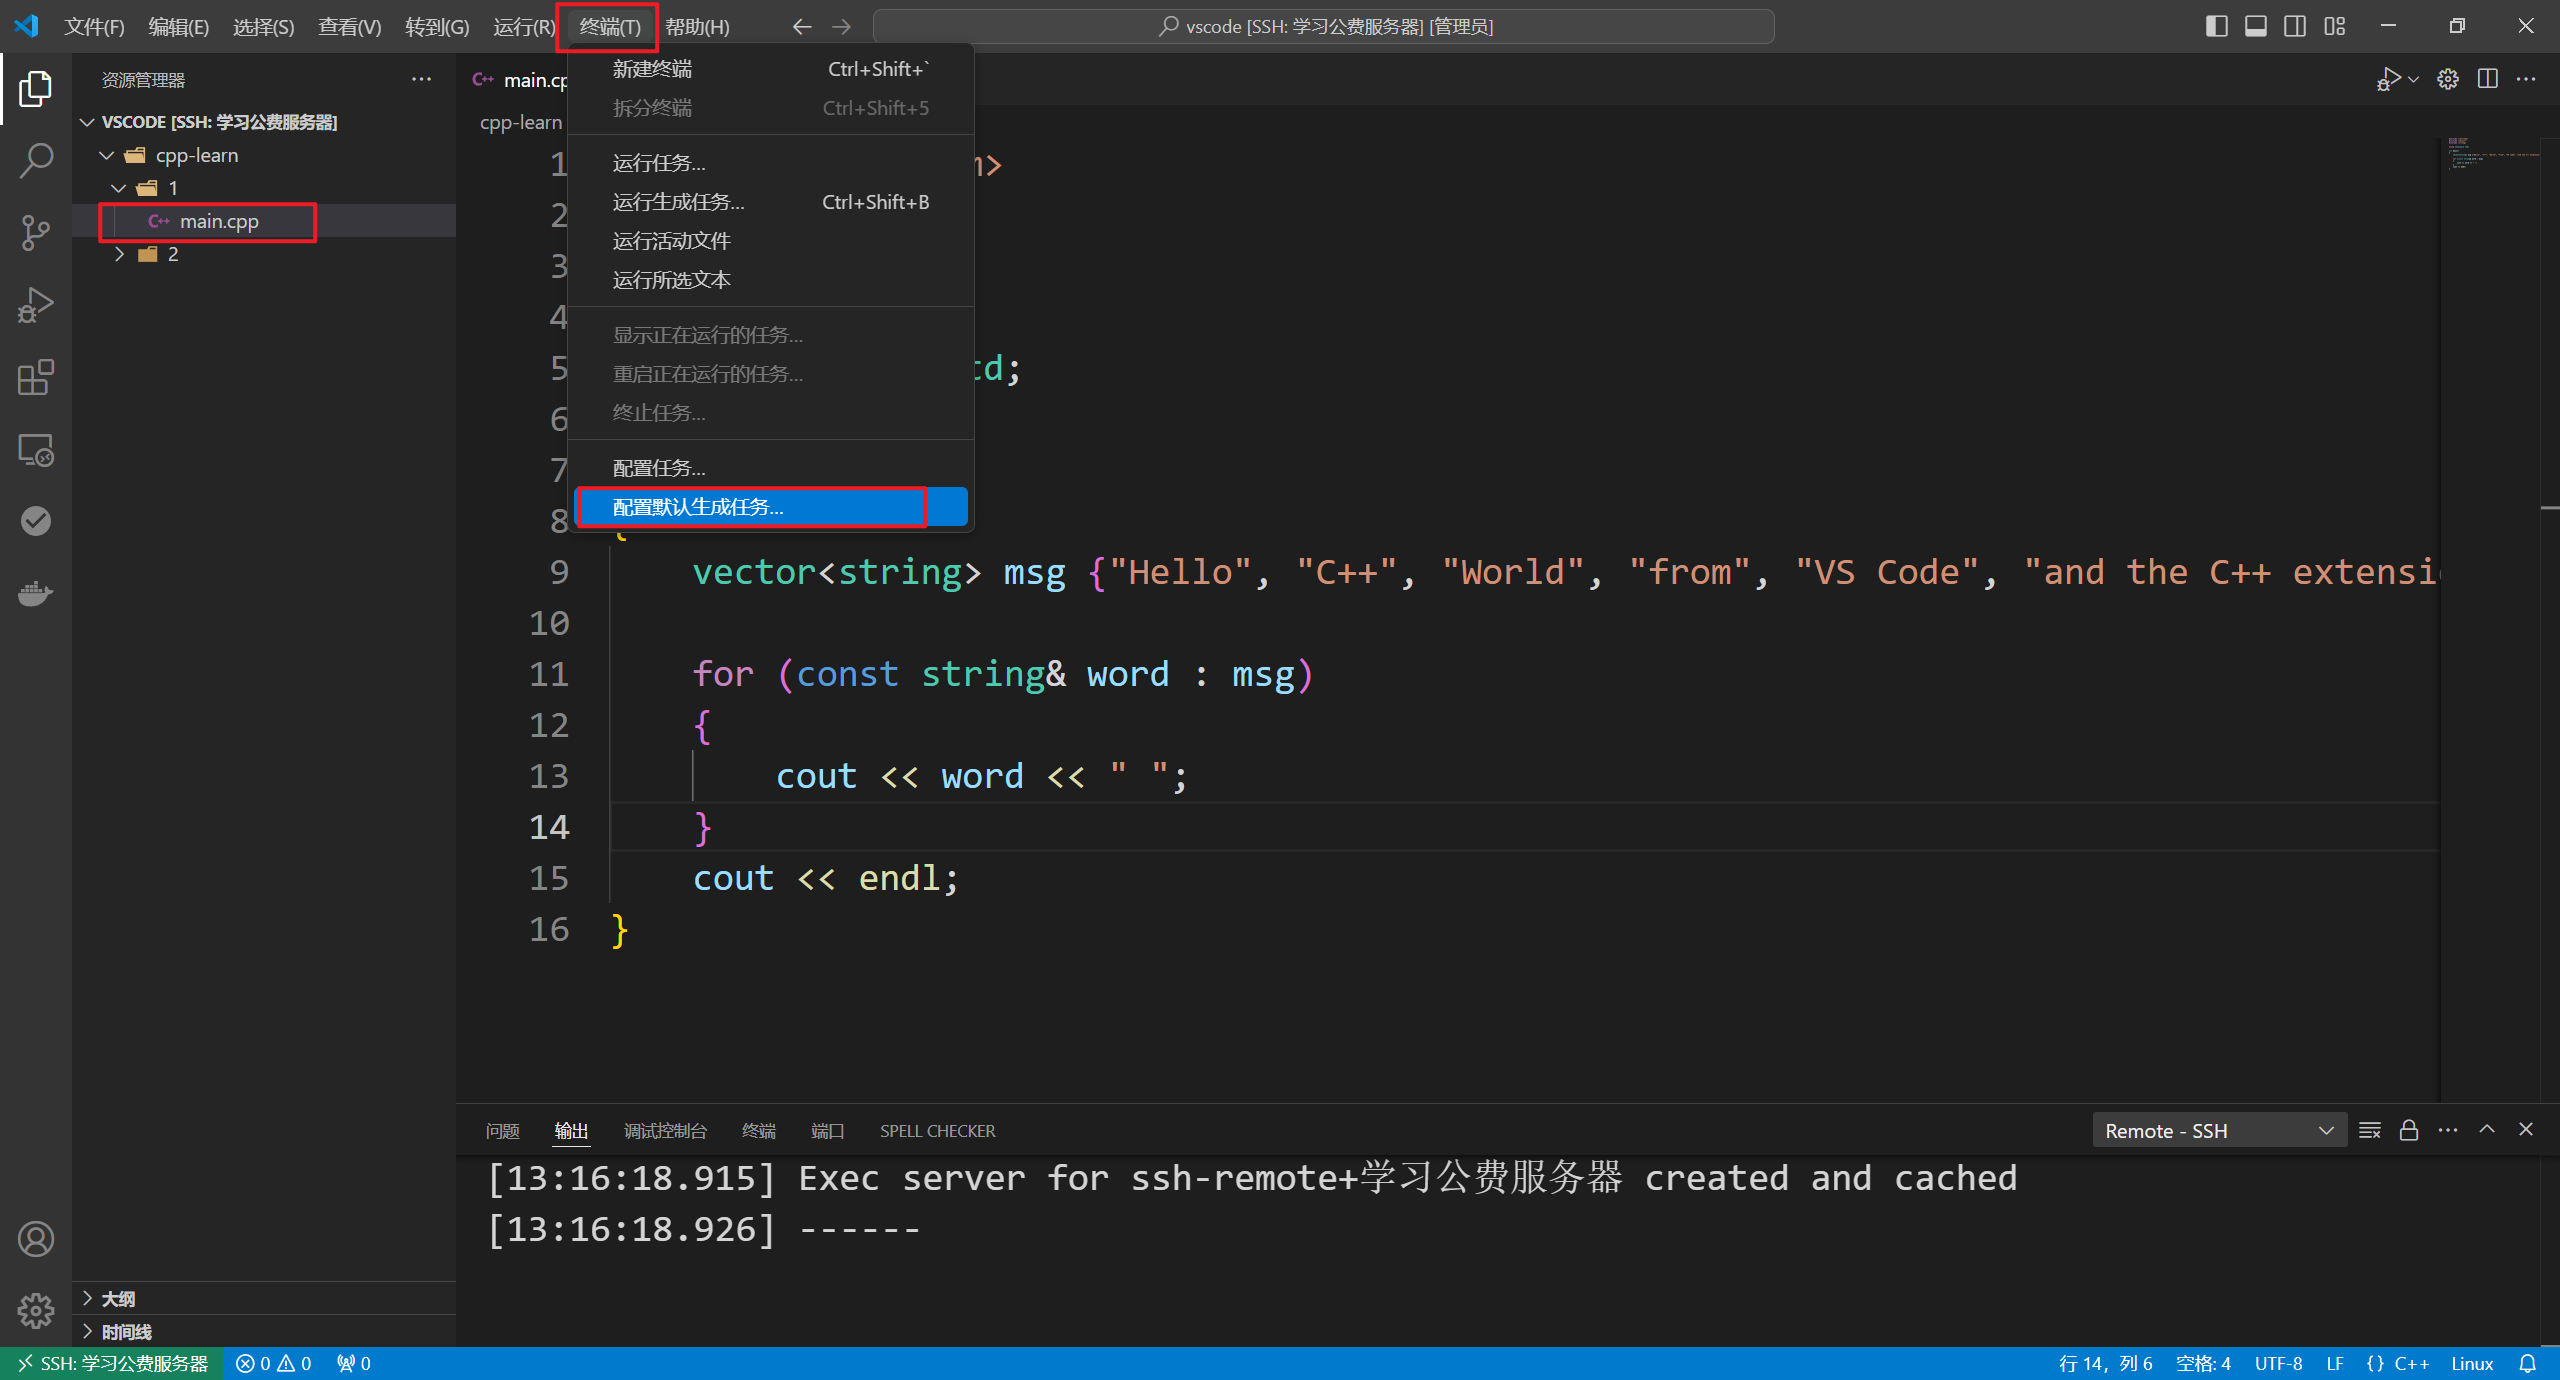 文件(F) 编辑(E) 选择(S) 查看(V) 转到(G) 运行(R) 终端(T) 帮助(H) vscode [SSH: 学习公费服务器] [管理员]
资源管理器
VSCODE [SSH: 学习公费服务器]
cpp-learn
1
main.cpp
2
大纲
时间线
main.cp
cpp-learn
新建终端 Ctrl+Shift+`
拆分终端 Ctrl+Shift+5
运行任务...
运行生成任务... Ctrl+Shift+B
运行活动文件
运行所选文本
显示正在运行的任务...
重启正在运行的任务...
终止任务...
配置任务...
配置默认生成任务...
1 >
2
3
4
5 td;
6
7
8 {
9 vector<string> msg {"Hello", "C++", "World", "from", "VS Code", "and the C++ extensi
10
11 for (const string& word : msg)
12 {
13 cout << word << " ";
14 }
15 cout << endl;
16 }
问题 输出 调试控制台 终端 端口 SPELL CHECKER Remote - SSH
[13:16:18.915] Exec server for ssh-remote+学习公费服务器 created and cached
[13:16:18.926] ------
SSH: 学习公费服务器 0 0 0 行 14，列 6 空格: 4 UTF-8 LF {} C++ Linux